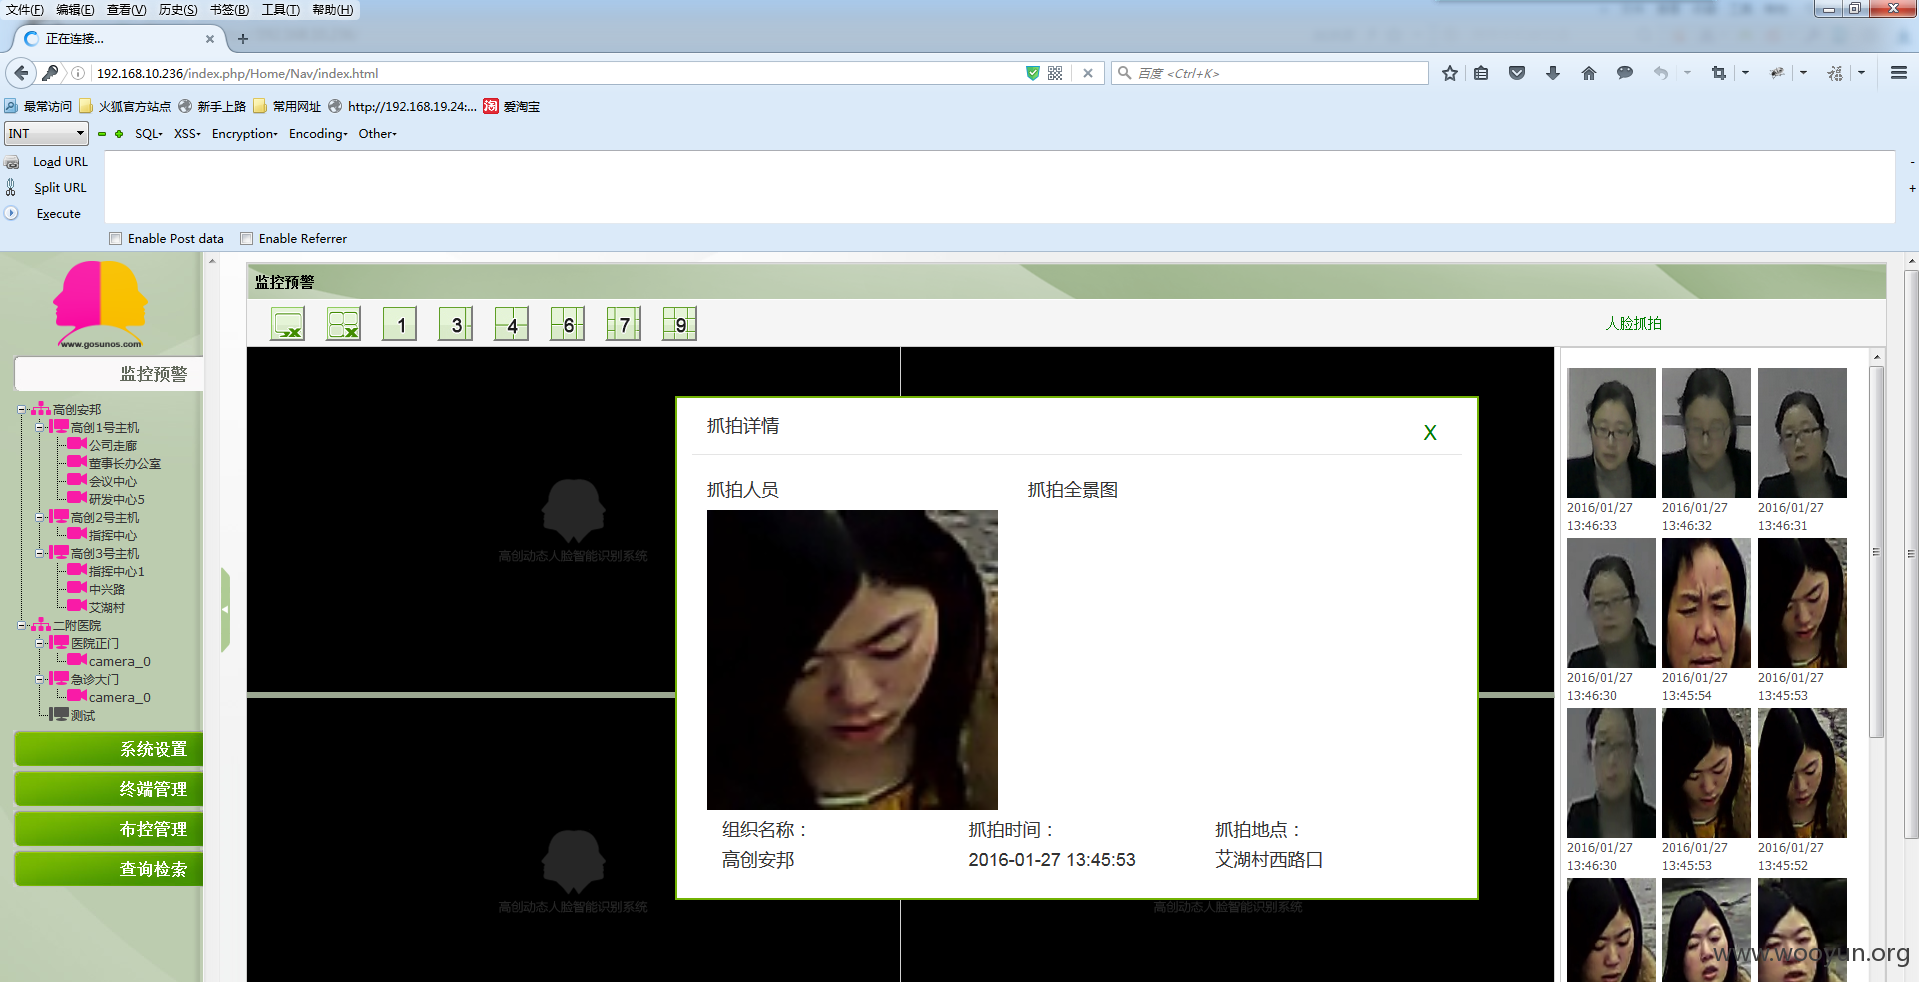 文件(F) 编辑(E) 查看(V) 历史(S) 书签(B) 工具(T) 帮助(H)
正在连接... × +
192.168.10.236/index.php/Home/Nav/index.html
百度 <Ctrl+K>
最常访问 火狐官方站点 新手上路 常用网址 http://192.168.19.24:... 淘 爱淘宝
INT SQL- XSS- Encryption- Encoding- Other-
Load URL
Split URL
Execute
Enable Post data Enable Referrer
www.gosunos.com
监控预警
高创安邦
高创1号主机
公司走廊
董事长办公室
会议中心
研发中心5
高创2号主机
指挥中心
高创3号主机
指挥中心1
中兴路
艾湖村
二附医院
医院正门
camera_0
急诊大门
camera_0
测试
系统设置
终端管理
布控管理
查询检索
监控预警
1 3 4 6 7 9
人脸抓拍
高创动态人脸智能识别系统
高创动态人脸智能识别系统
高创动态人脸智能识别系统
抓拍详情
X
抓拍人员 抓拍全景图
组织名称： 抓拍时间： 抓拍地点：
高创安邦 2016-01-27 13:45:53 艾湖村西路口
2016/01/27 2016/01/27 2016/01/27
13:46:33 13:46:32 13:46:31
2016/01/27 2016/01/27 2016/01/27
13:46:30 13:45:54 13:45:53
2016/01/27 2016/01/27 2016/01/27
13:46:30 13:45:53 13:45:52
www.wooyun.org